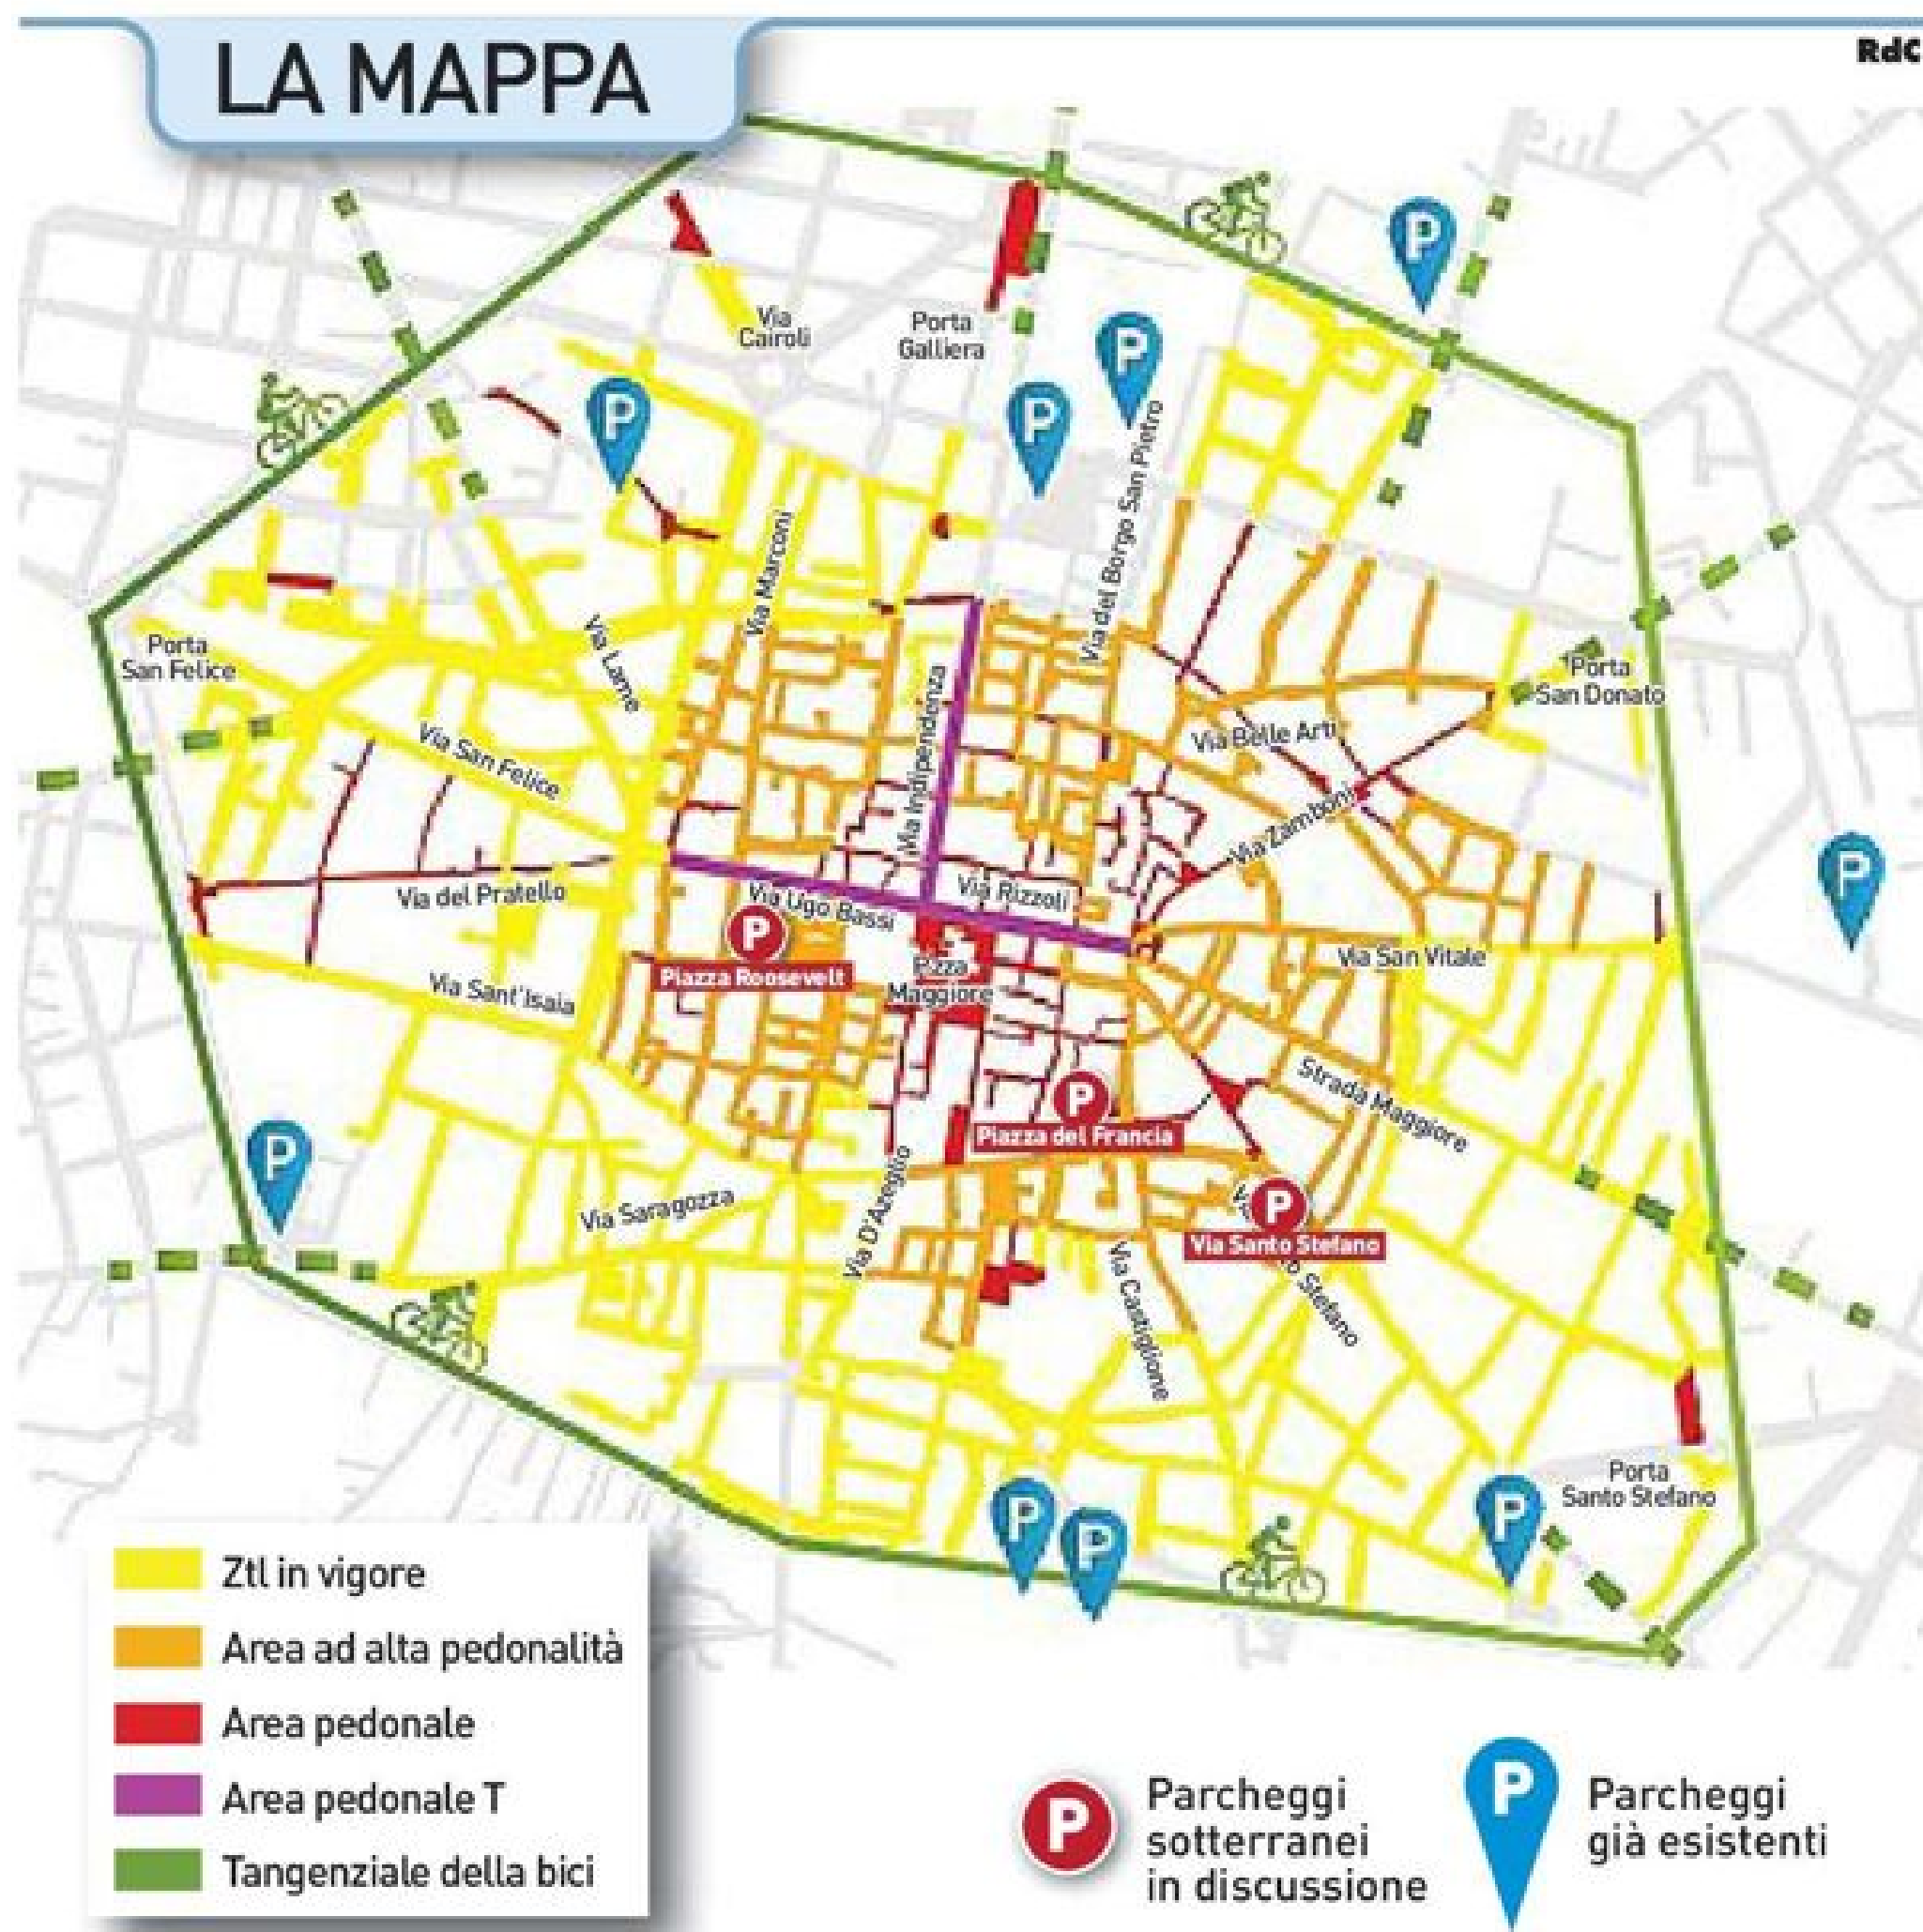 LA MAPPA
RdC
Via
Cairoli
Porta
Galliera
P
P
P
P
Via del Borgo San Pietro
Via Marconi
Via Lame
Porta
San Felice
Porta
San Donato
Via Indipendenza
Via Belle Arti
Via San Felice
Via Zamboni
P
Via del Pratello
Via Ugo Bassi
Via Rizzoli
P
Piazza Roosevelt
P.zza
Maggiore
Via San Vitale
Via Sant'Isaia
Strada Maggiore
P
Piazza del Francia
P
Via D'Azeglio
Via Saragozza
P
Via Santo Stefano
o Stefano
Via Castiglione
Porta
Santo Stefano
P
P
P
Ztl in vigore
Area ad alta pedonalità
Area pedonale
Area pedonale T
Tangenziale della bici
P
Parcheggi
sotterranei
in discussione
P
Parcheggi
già esistenti